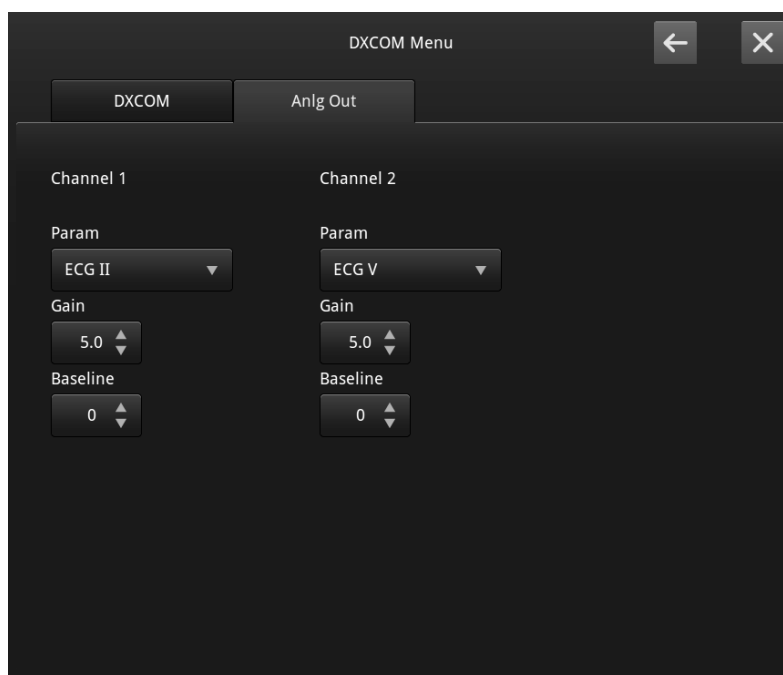 DXCOM Menu
DXCOM Anlg Out
Channel 1 Channel 2
Param Param
ECG II ECG V
Gain Gain
5.0 5.0
Baseline Baseline
0 0